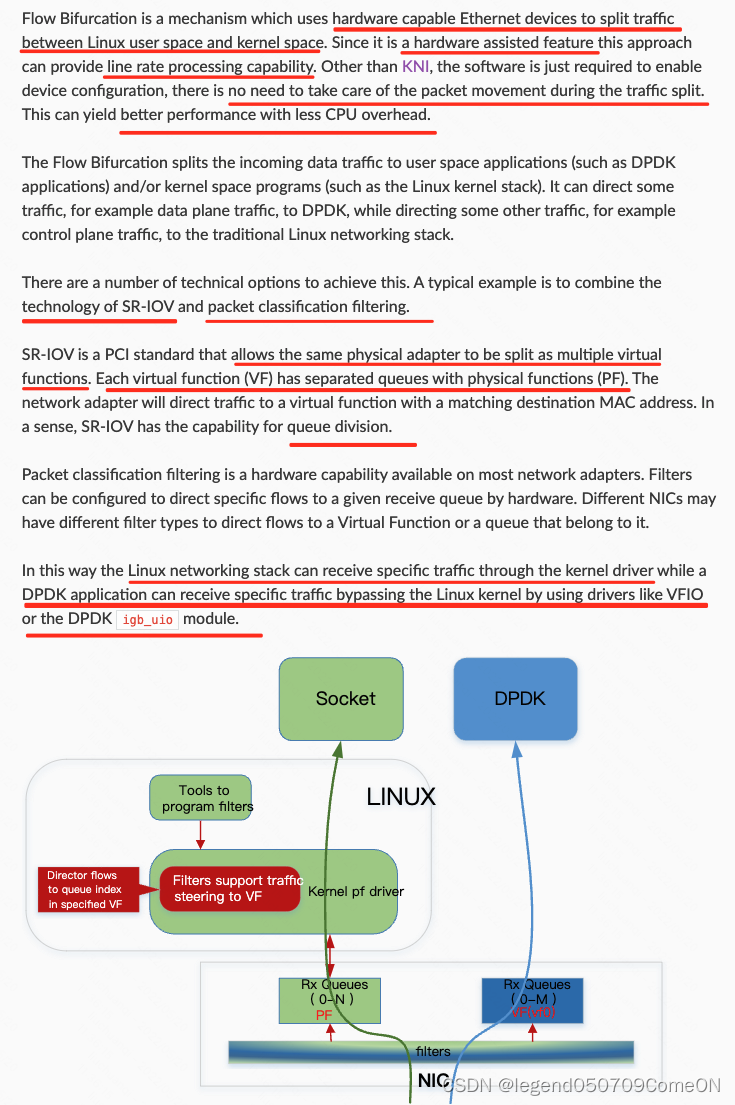 Flow Bifurcation is a mechanism which uses hardware capable Ethernet devices to split traffic
between Linux user space and kernel space. Since it is a hardware assisted feature this approach
can provide line rate processing capability. Other than KNI, the software is just required to enable
device configuration, there is no need to take care of the packet movement during the traffic split.
This can yield better performance with less CPU overhead.
The Flow Bifurcation splits the incoming data traffic to user space applications (such as DPDK
applications) and/or kernel space programs (such as the Linux kernel stack). It can direct some
traffic, for example data plane traffic, to DPDK, while directing some other traffic, for example
control plane traffic, to the traditional Linux networking stack.
There are a number of technical options to achieve this. A typical example is to combine the
technology of SR-IOV and packet classification filtering.
SR-IOV is a PCI standard that allows the same physical adapter to be split as multiple virtual
functions. Each virtual function (VF) has separated queues with physical functions (PF). The
network adapter will direct traffic to a virtual function with a matching destination MAC address. In
a sense, SR-IOV has the capability for queue division.
Packet classification filtering is a hardware capability available on most network adapters. Filters
can be configured to direct specific flows to a given receive queue by hardware. Different NICs may
have different filter types to direct flows to a Virtual Function or a queue that belong to it.
In this way the Linux networking stack can receive specific traffic through the kernel driver while a
DPDK application can receive specific traffic bypassing the Linux kernel by using drivers like VFIO
or the DPDK igb_uio module.
Socket
DPDK
LINUX
Tools to
program filters
Director flows
to queue index
in specified VF
Filters support traffic
steering to VF
Kernel pf driver
Rx Queues
( 0-N )
PF
Rx Queues
( 0-M )
filters
NIC
CSDN @legend050709ComeON